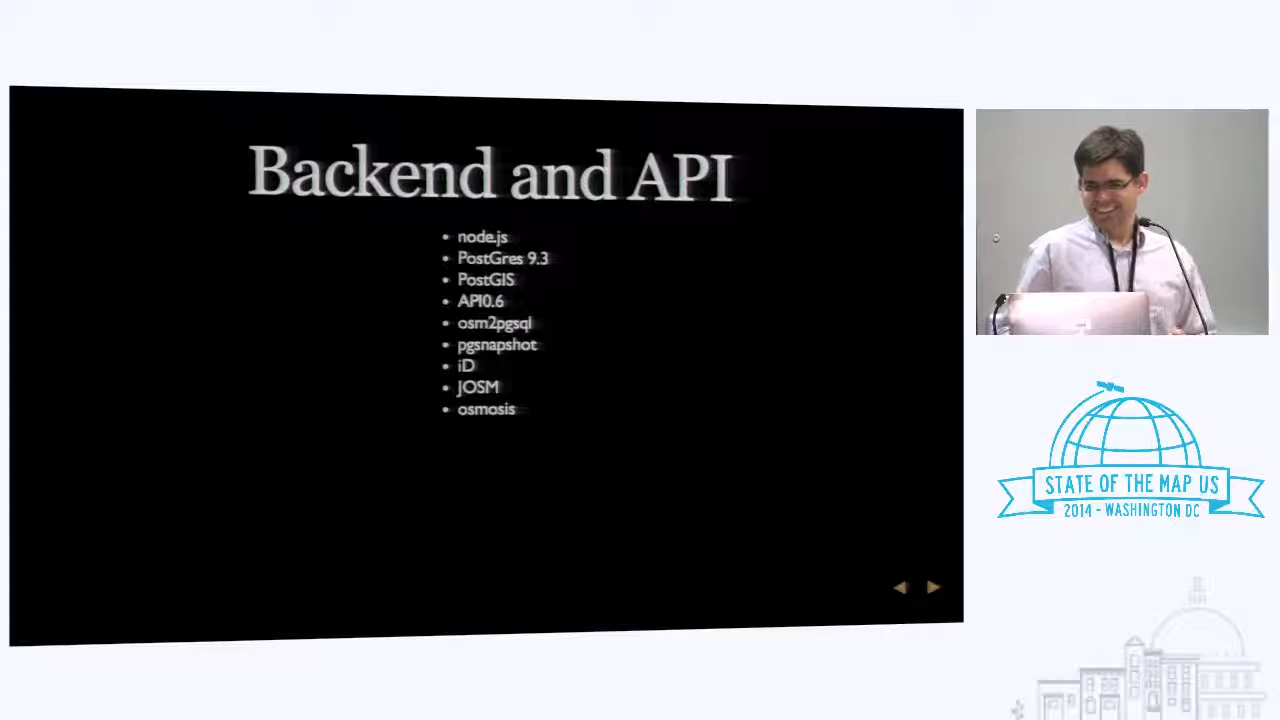 Backend and API
• node.js
• PostGres 9.3
• PostGIS
• API0.6
• osm2pgsql
• pgsnapshot
• iD
• JOSM
• osmosis
STATE OF THE MAP US
2014 - WASHINGTON DC